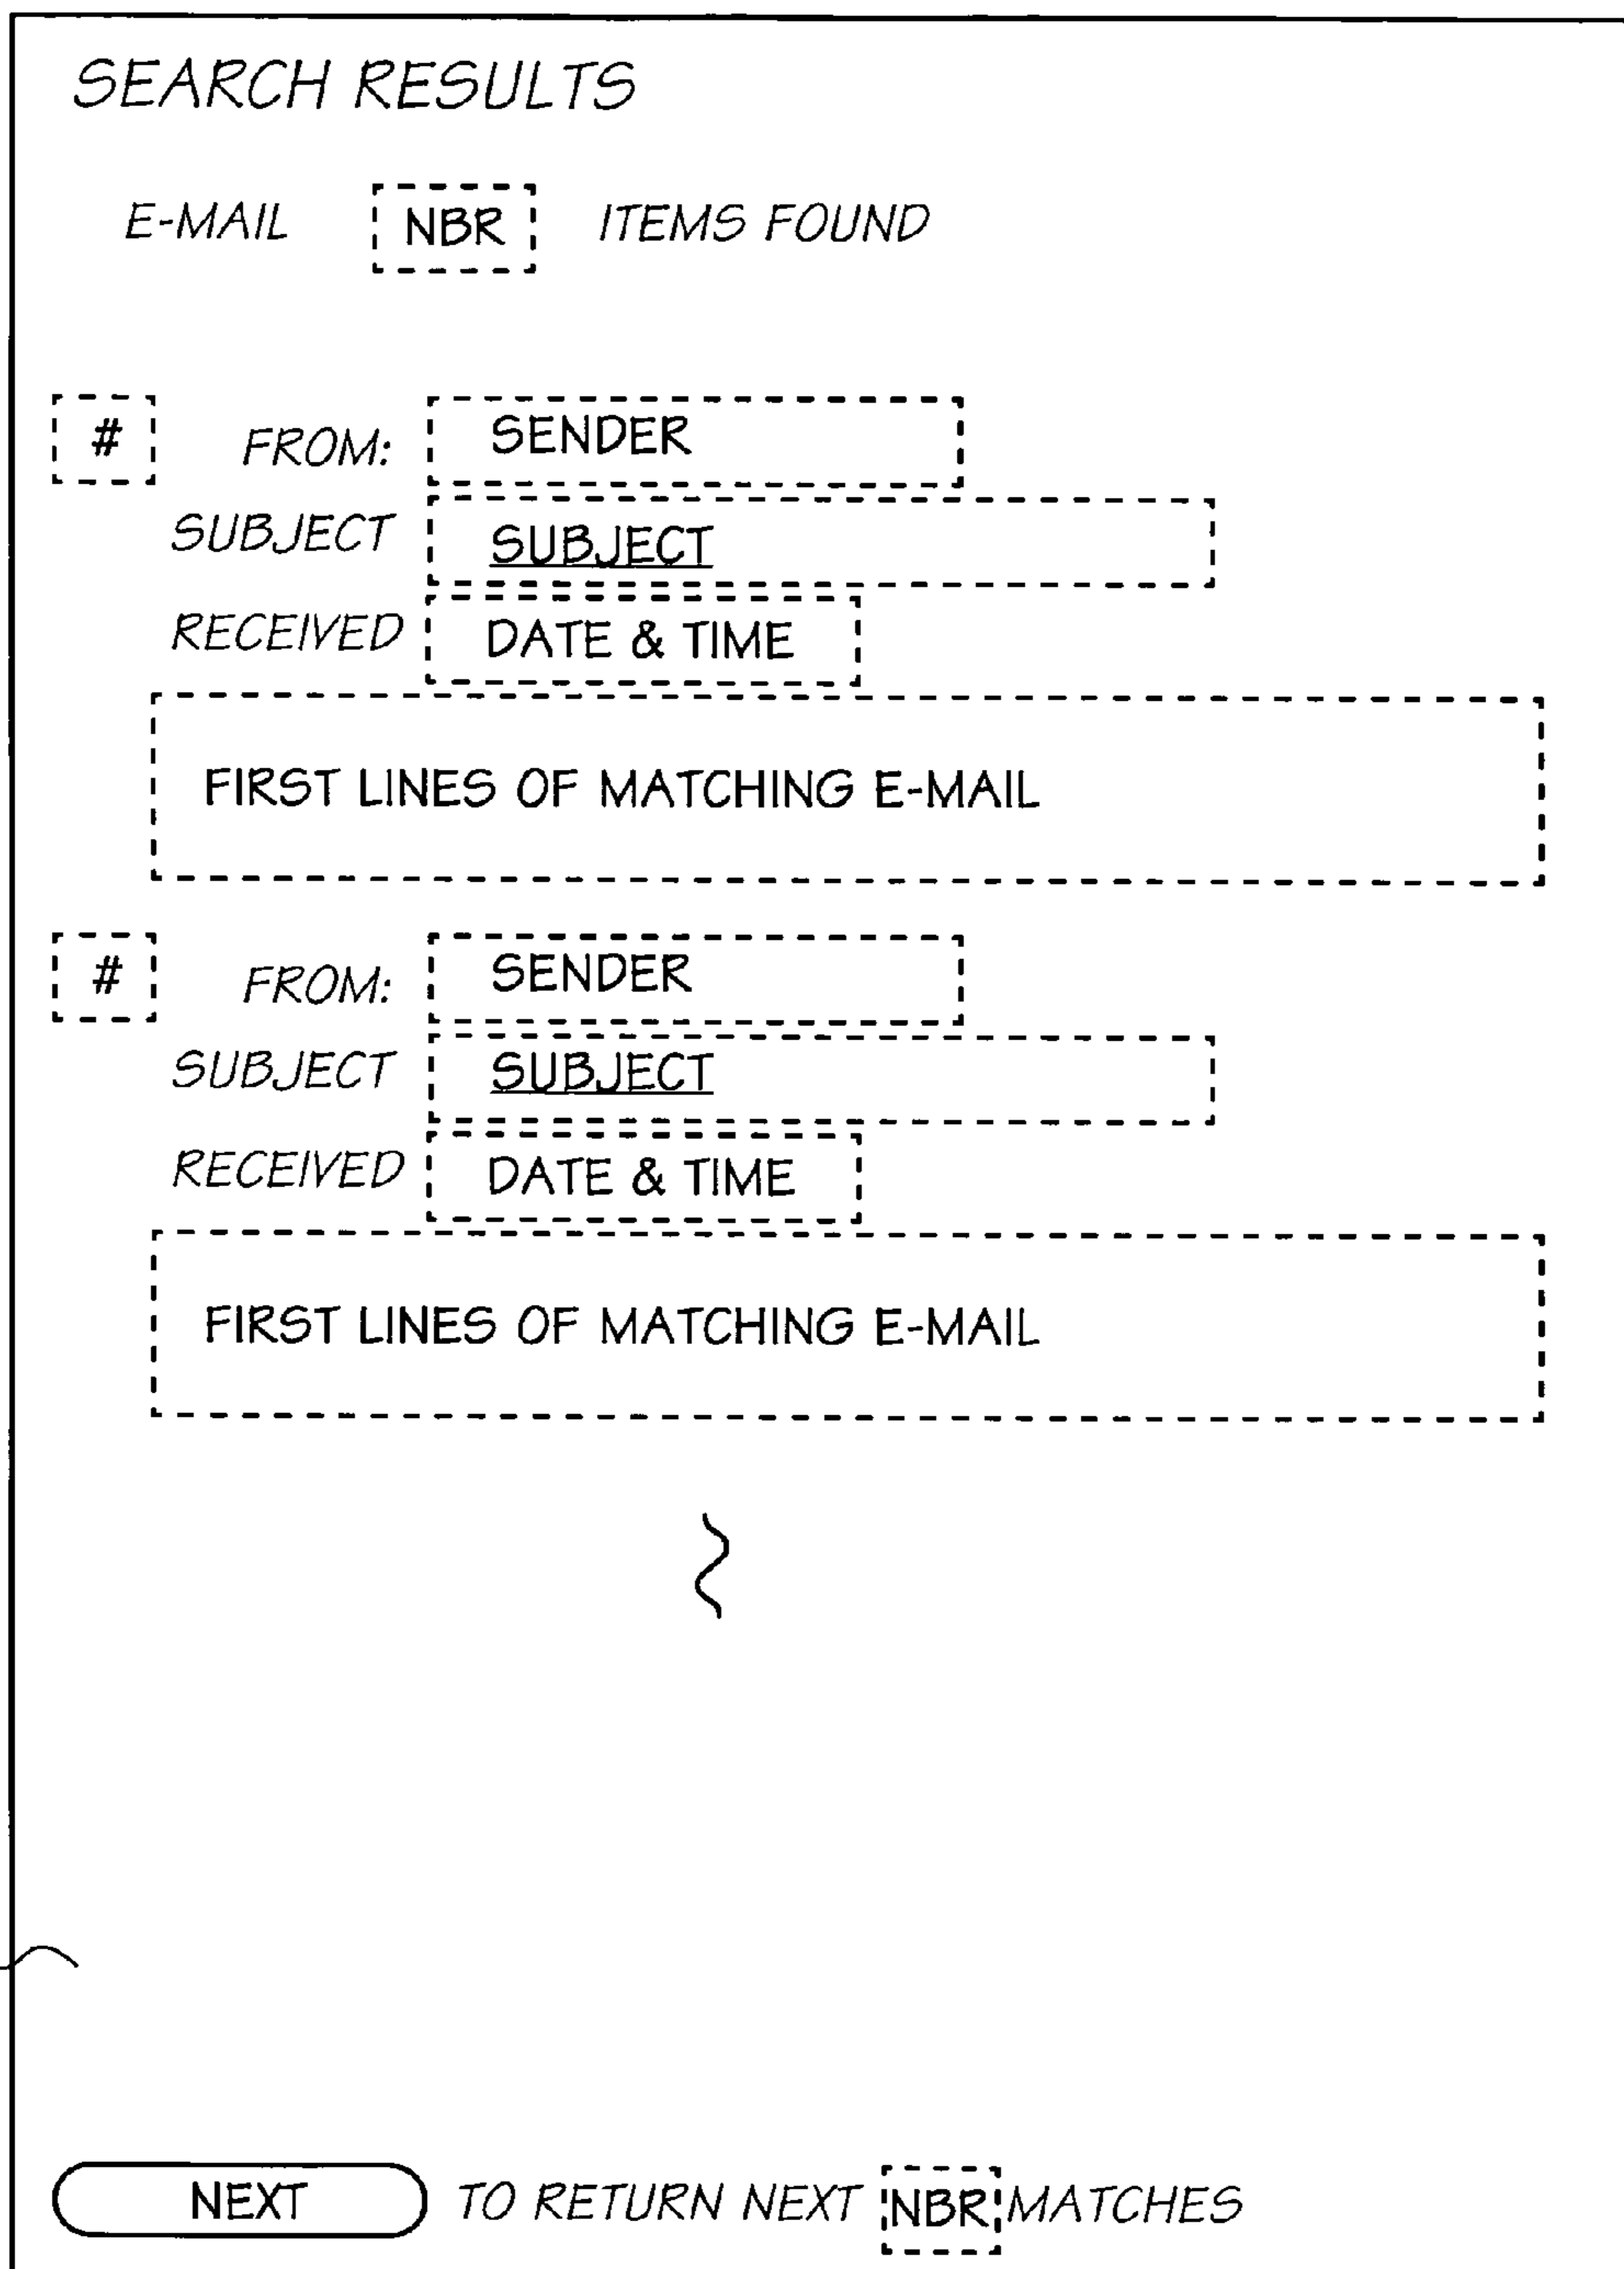 SEARCH RESULTS
E-MAIL NBR ITEMS FOUND
# FROM: SENDER
SUBJECT SUBJECT
RECEIVED DATE & TIME
FIRST LINES OF MATCHING E-MAIL
# FROM: SENDER
SUBJECT SUBJECT
RECEIVED DATE & TIME
FIRST LINES OF MATCHING E-MAIL
NEXT TO RETURN NEXT NBR MATCHES